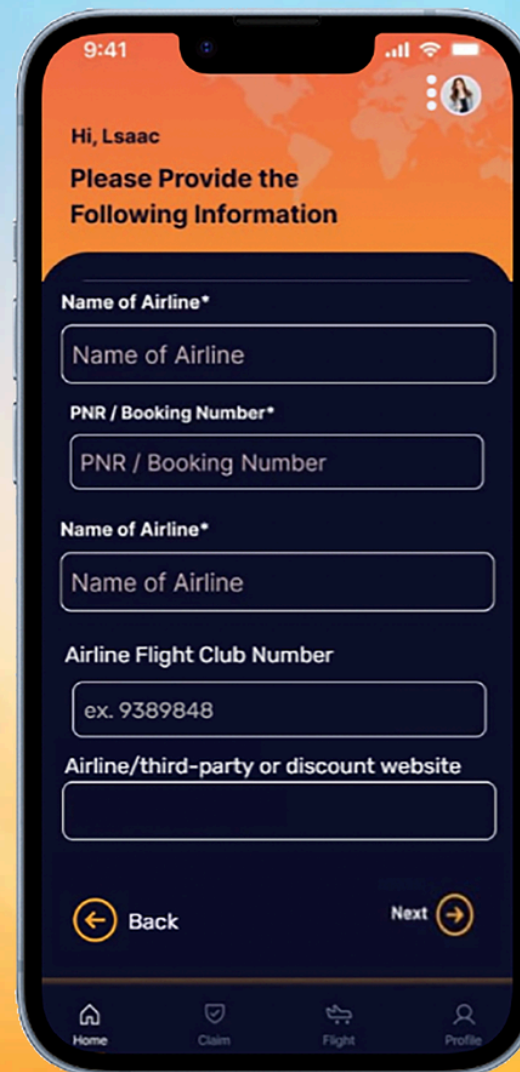 9:41
Hi, Lsaac
Please Provide the
Following Information
Name of Airline*
Name of Airline
PNR / Booking Number*
PNR / Booking Number
Name of Airline*
Name of Airline
Airline Flight Club Number
ex. 9389848
Airline/third-party or discount website
Back
Next
Home Claim Flight Profile